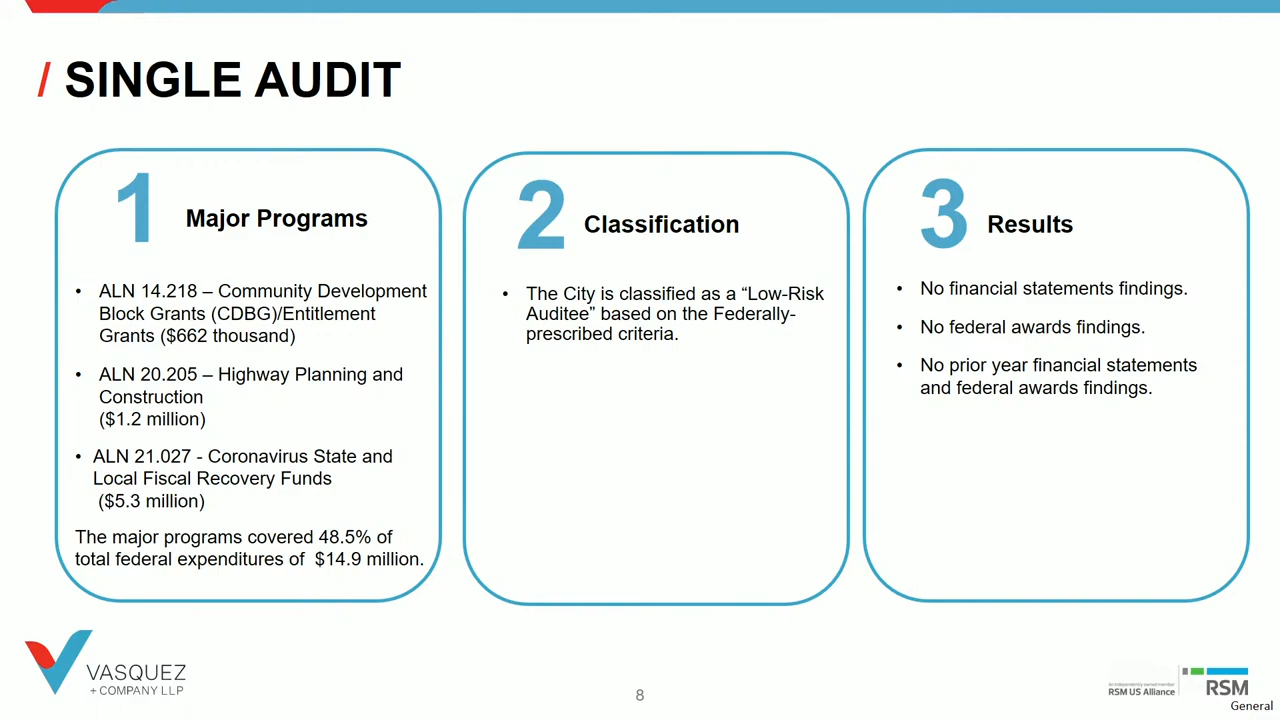 / SINGLE AUDIT
1 Major Programs
• ALN 14.218 – Community Development
Block Grants (CDBG)/Entitlement
Grants ($662 thousand)
• ALN 20.205 – Highway Planning and
Construction
($1.2 million)
• ALN 21.027 - Coronavirus State and
Local Fiscal Recovery Funds
($5.3 million)
The major programs covered 48.5% of
total federal expenditures of $14.9 million.
2 Classification
• The City is classified as a “Low-Risk
Auditee” based on the Federally-
prescribed criteria.
3 Results
• No financial statements findings.
• No federal awards findings.
• No prior year financial statements
and federal awards findings.
VASQUEZ
+ COMPANY LLP
8
An independently owned member
RSM US Alliance
RSM
General